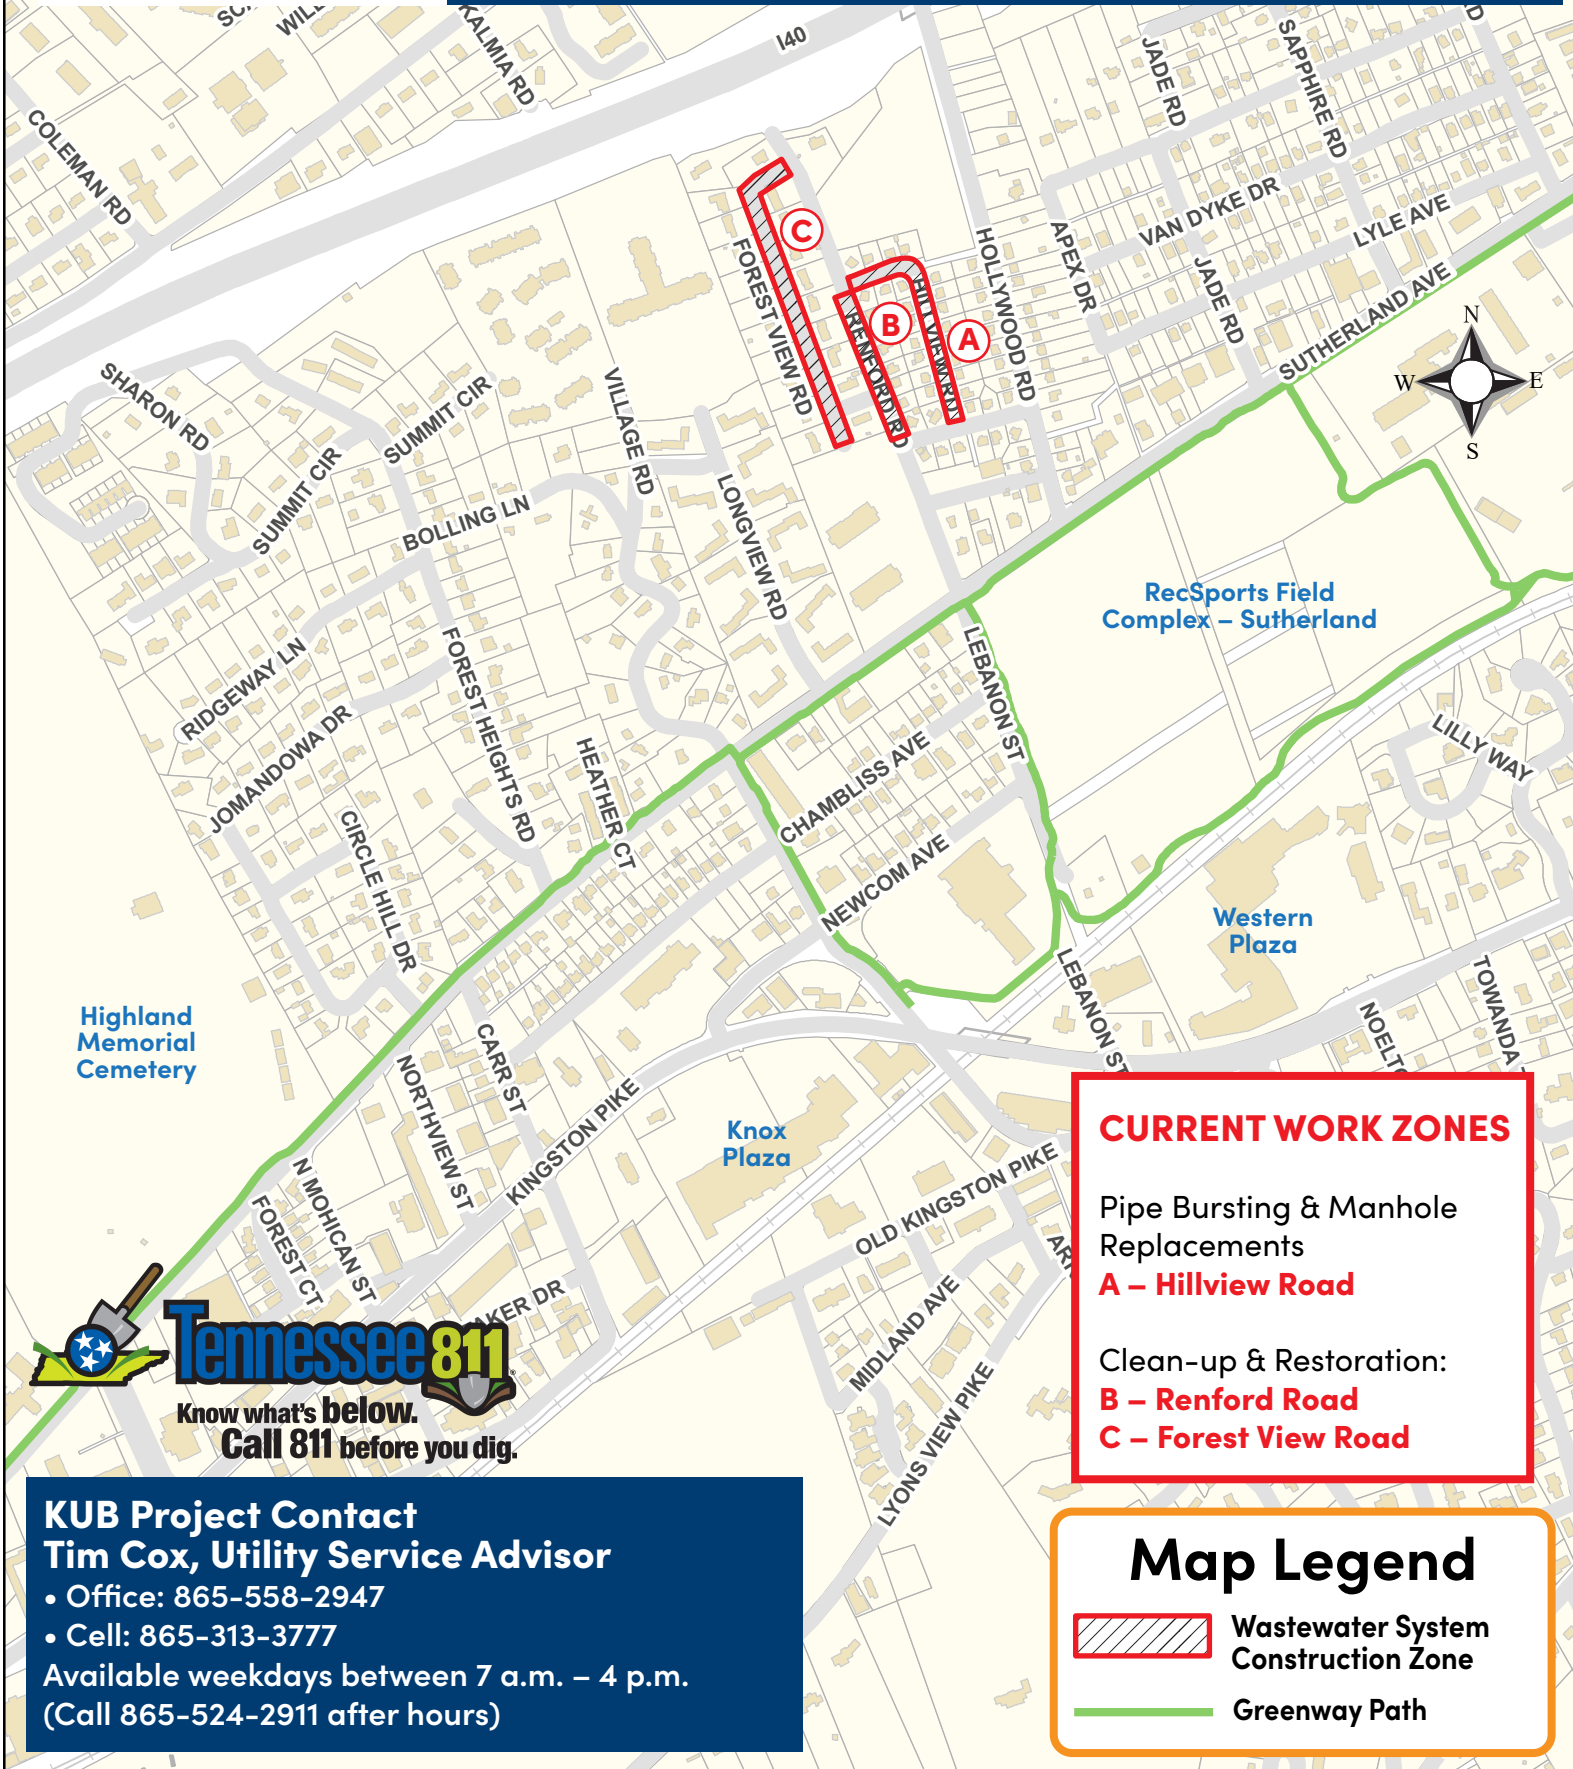 I40
KALMIA RD
COLEMAN RD
JADE RD
SAPPHIRE RD
VAN DYKE DR
LYLE AVE
APEX DR
JADE RD
HOLLYWOOD RD
SUTHERLAND AVE
C
FOREST VIEW RD
B
RENFORD RD
HILLVIEW RD
A
N
W
E
S
SHARON RD
SUMMIT CIR
SUMMIT CIR
VILLAGE RD
BOLLING LN
LONGVIEW RD
RecSports Field
Complex – Sutherland
RIDGEWAY LN
FOREST HEIGHTS RD
LEBANON ST
JOMANDOWA DR
HEATHER CT
CHAMBLISS AVE
LILLY WAY
CIRCLE HILL DR
NEWCOM AVE
Western
Plaza
LEBANON ST
TOWANDA
Highland
Memorial
Cemetery
CARR ST
NORTHVIEW ST
KINGSTON PIKE
Knox
Plaza
OLD KINGSTON PIKE
N MOHICAN ST
FOREST CT
MIDLAND AVE
LYONS VIEW PIKE
CURRENT WORK ZONES
Pipe Bursting & Manhole
Replacements
A – Hillview Road
Clean-up & Restoration:
B – Renford Road
C – Forest View Road
Tennessee 811
Know what's below.
Call 811 before you dig.
KUB Project Contact
Tim Cox, Utility Service Advisor
• Office: 865-558-2947
• Cell: 865-313-3777
Available weekdays between 7 a.m. – 4 p.m.
(Call 865-524-2911 after hours)
Map Legend
Wastewater System
Construction Zone
Greenway Path